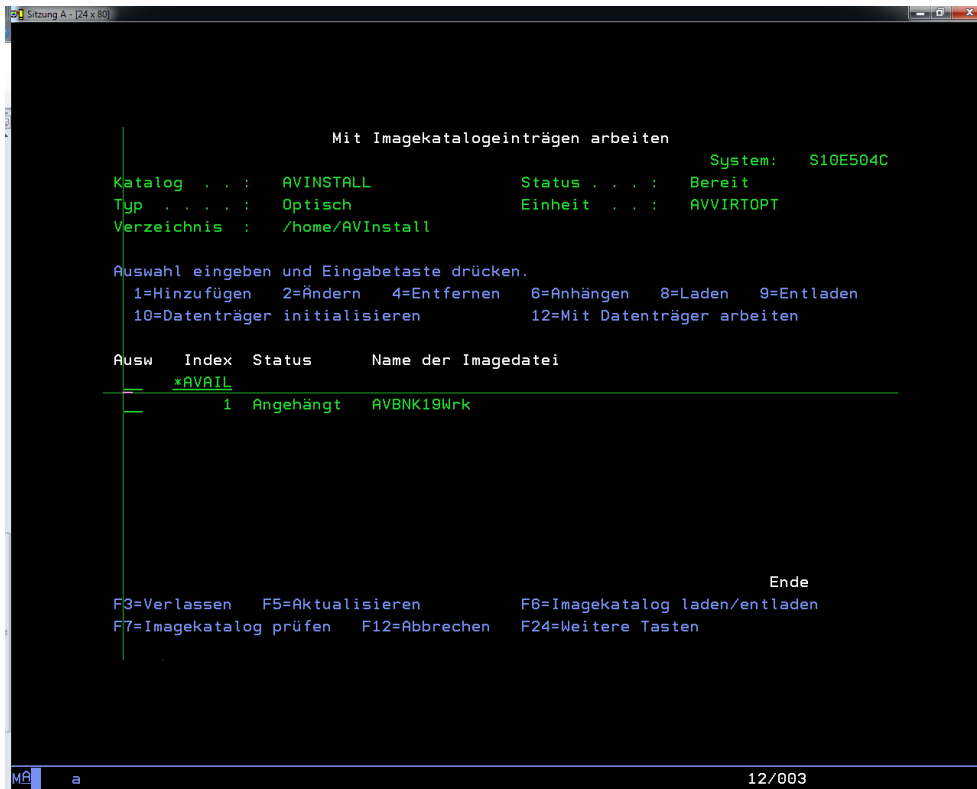 Sitzung A - [24 x 80]
Mit Imagekatalogeinträgen arbeiten
System:   S10E504C
Katalog  . . :   AVINSTALL   Status . . . :   Bereit
Typ  . . . . :   Optisch   Einheit  . . :   AVVIRTOPT
Verzeichnis  :   /home/AVInstall
Auswahl eingeben und Eingabetaste drücken.
1=Hinzufügen   2=Ändern   4=Entfernen   6=Anhängen   8=Laden   9=Entladen
10=Datenträger initialisieren   12=Mit Datenträger arbeiten
Ausw   Index  Status   Name der Imagedatei
__   *AVAIL
__   1  Angehängt   AVBNK19Wrk
Ende
F3=Verlassen   F5=Aktualisieren   F6=Imagekatalog laden/entladen
F7=Imagekatalog prüfen   F12=Abbrechen   F24=Weitere Tasten
MA   a   12/003